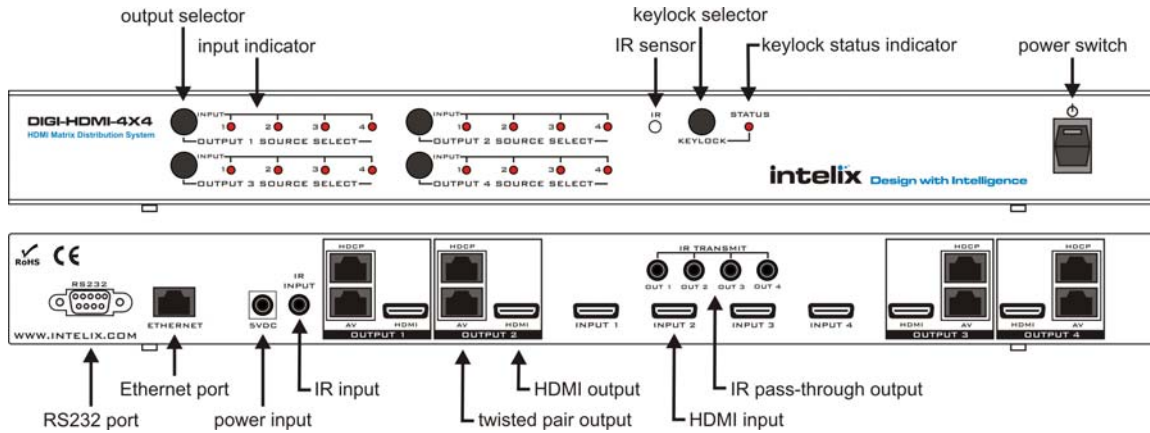 output selector
input indicator
keylock selector
IR sensor
keylock status indicator
power switch
DIGI-HDMI-4X4
HDMI Matrix Distribution System
INPUT
1 2 3 4
OUTPUT 1 SOURCE SELECT
INPUT
1 2 3 4
OUTPUT 2 SOURCE SELECT
INPUT
1 2 3 4
OUTPUT 3 SOURCE SELECT
INPUT
1 2 3 4
OUTPUT 4 SOURCE SELECT
IR
KEYLOCK
STATUS
intelix Design with Intelligence
RoHS CE
RS232
WWW.INTELIX.COM
ETHERNET
5VDC
IR INPUT
HDCP
AV
HDMI
OUTPUT 1
HDCP
AV
HDMI
OUTPUT 2
IR TRANSMIT
OUT 1 OUT 2 OUT 3 OUT 4
INPUT 1 INPUT 2 INPUT 3 INPUT 4
HDCP
HDMI
AV
OUTPUT 3
HDCP
HDMI
AV
OUTPUT 4
Ethernet port
IR input
HDMI output
IR pass-through output
RS232 port
power input
twisted pair output
HDMI input